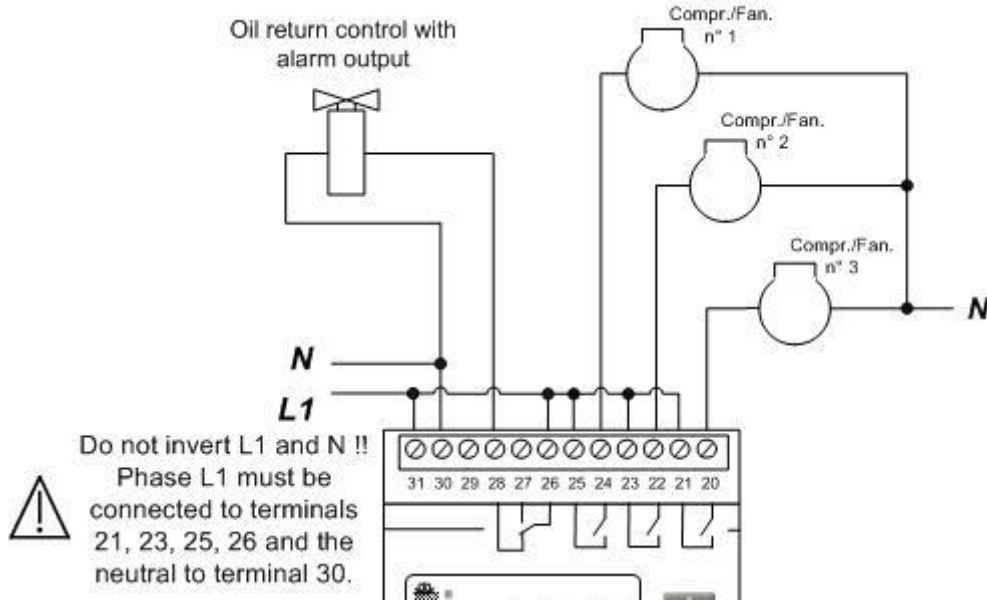 Oil return control with
alarm output
Compr./Fan.
n° 1
Compr./Fan.
n° 2
Compr./Fan.
n° 3
N
N
L1
Do not invert L1 and N !!
Phase L1 must be
connected to terminals
21, 23, 25, 26 and the
neutral to terminal 30.
!
31 30 29 28 27 26 25 24 23 22 21 20